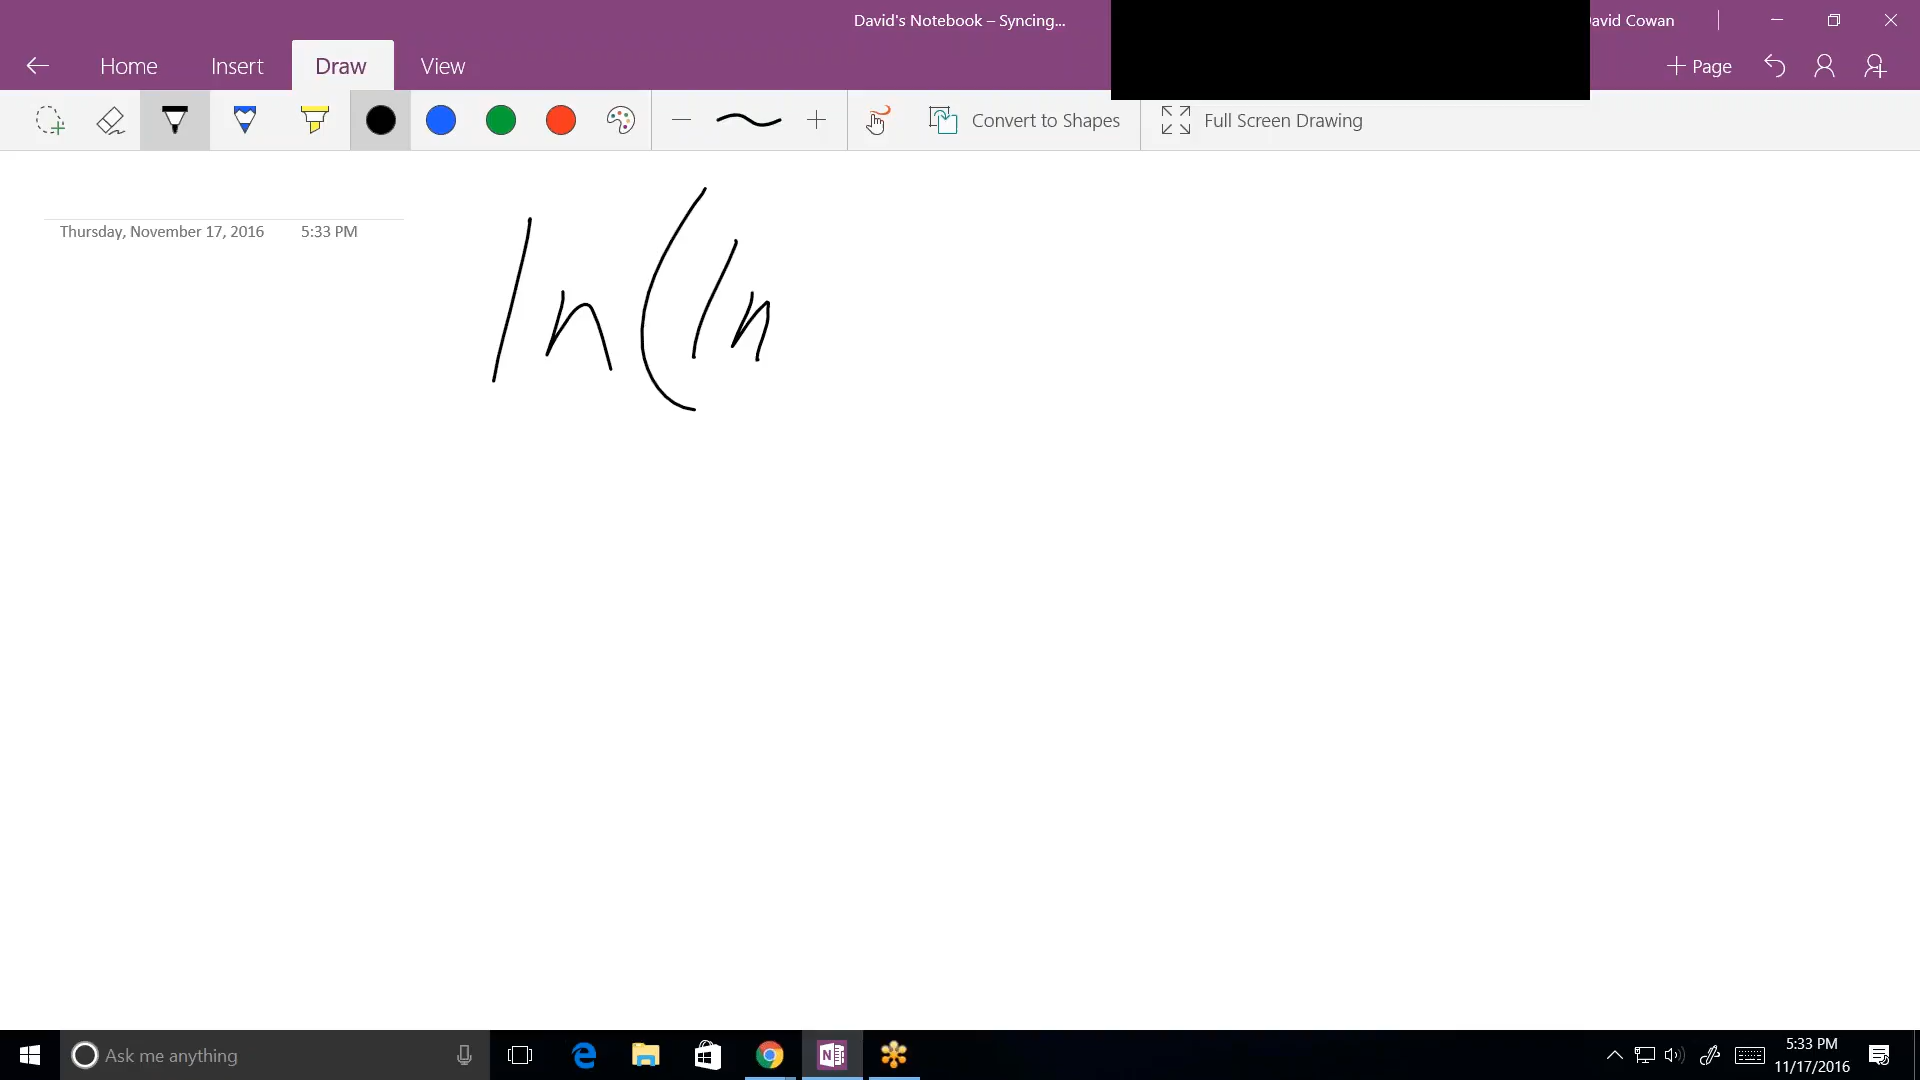 David's Notebook – Syncing...
avid Cowan
Home Insert Draw View
Page
Convert to Shapes
Full Screen Drawing
Thursday, November 17, 2016 5:33 PM
ln(ln
Ask me anything
N
5:33 PM
11/17/2016